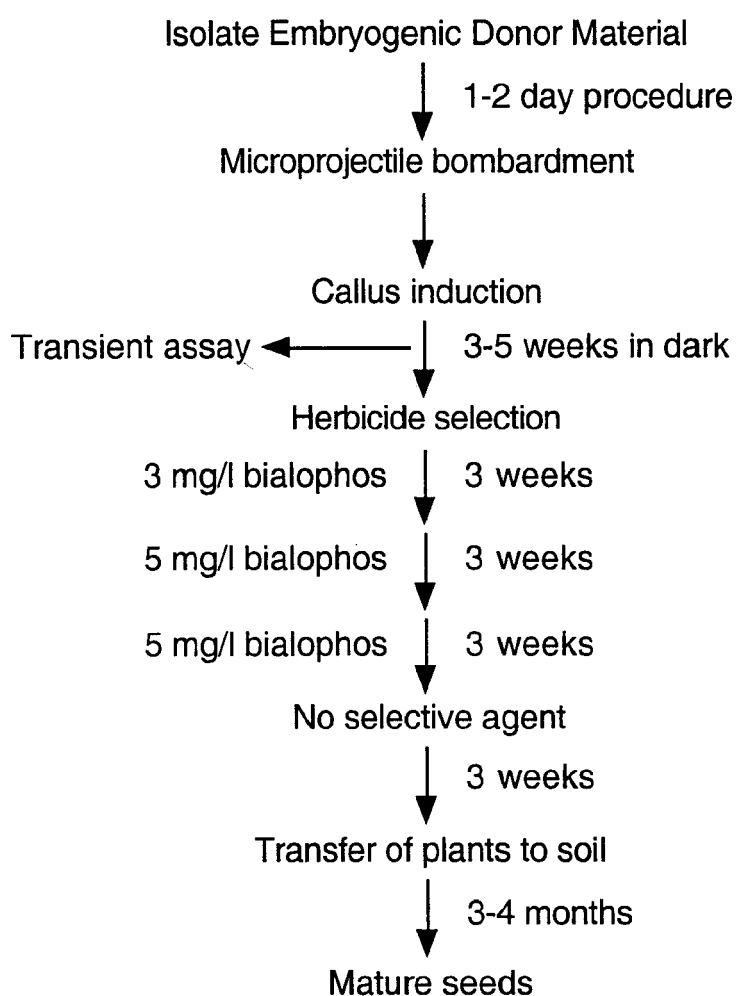 Isolate Embryogenic Donor Material
1-2 day procedure
Microprojectile bombardment
Callus induction
Transient assay
3-5 weeks in dark
Herbicide selection
3 mg/l bialophos
3 weeks
5 mg/l bialophos
3 weeks
5 mg/l bialophos
3 weeks
No selective agent
3 weeks
Transfer of plants to soil
3-4 months
Mature seeds